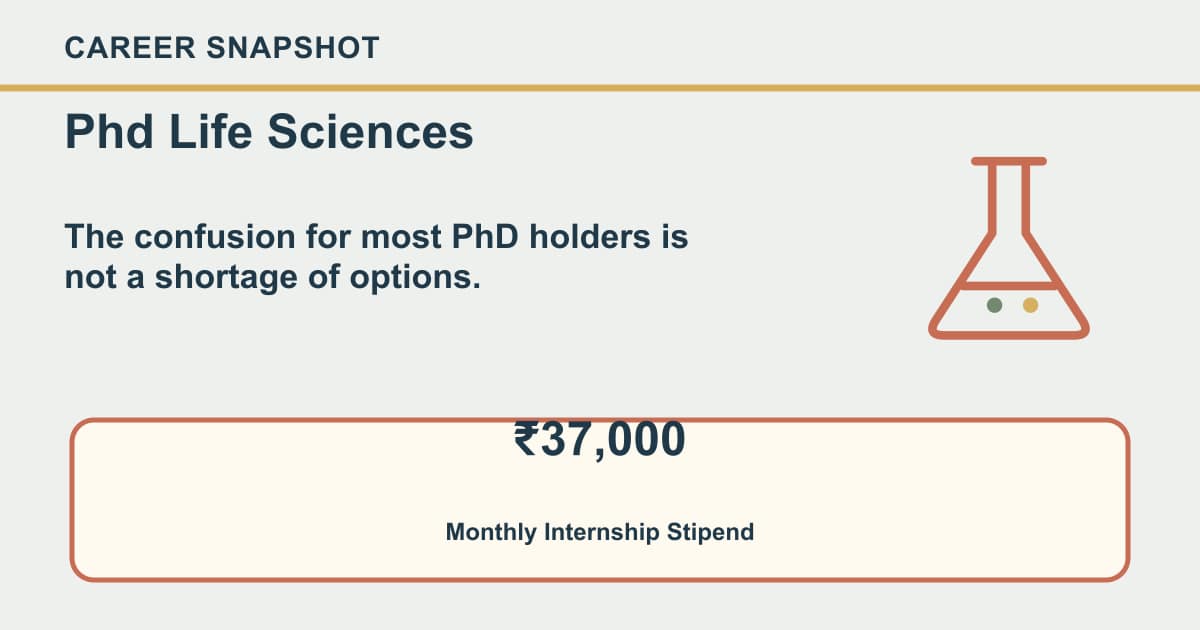 CAREER SNAPSHOT
Phd Life Sciences
The confusion for most PhD holders is
not a shortage of options.
₹37,000
Monthly Internship Stipend